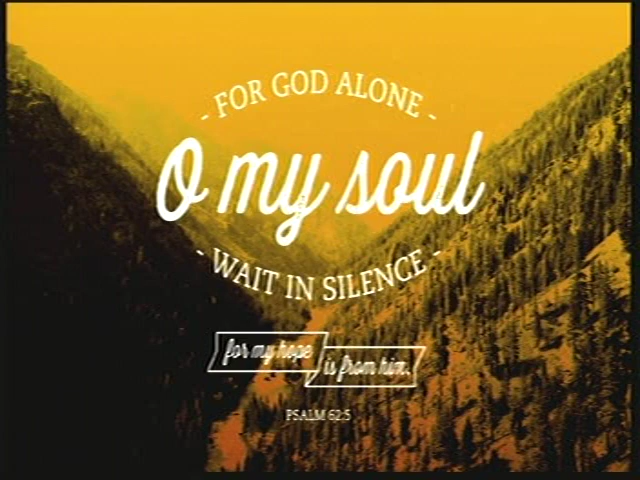 - FOR GOD ALONE -
O my soul
- WAIT IN SILENCE -
for my hope
is from him.
PSALM 62:5